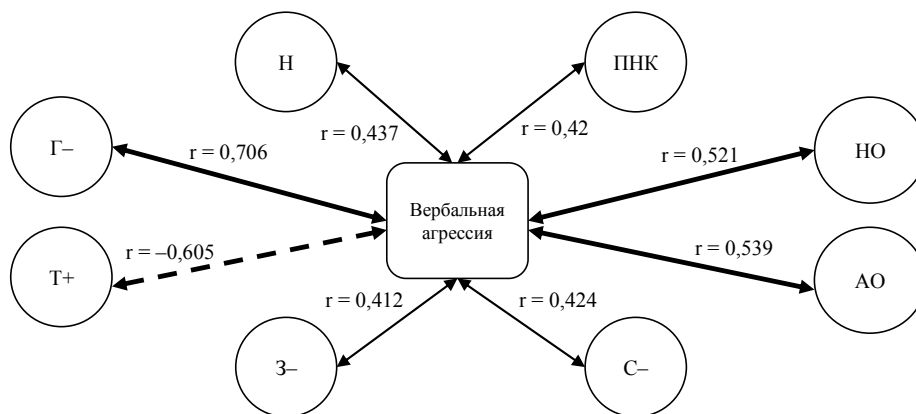 Н
ПНК
r = 0,437
r = 0,42
Г–
r = 0,706
r = 0,521
НО
Вербальная
агрессия
Т+
r = –0,605
r = 0,539
АО
r = 0,412
r = 0,424
З–
С–